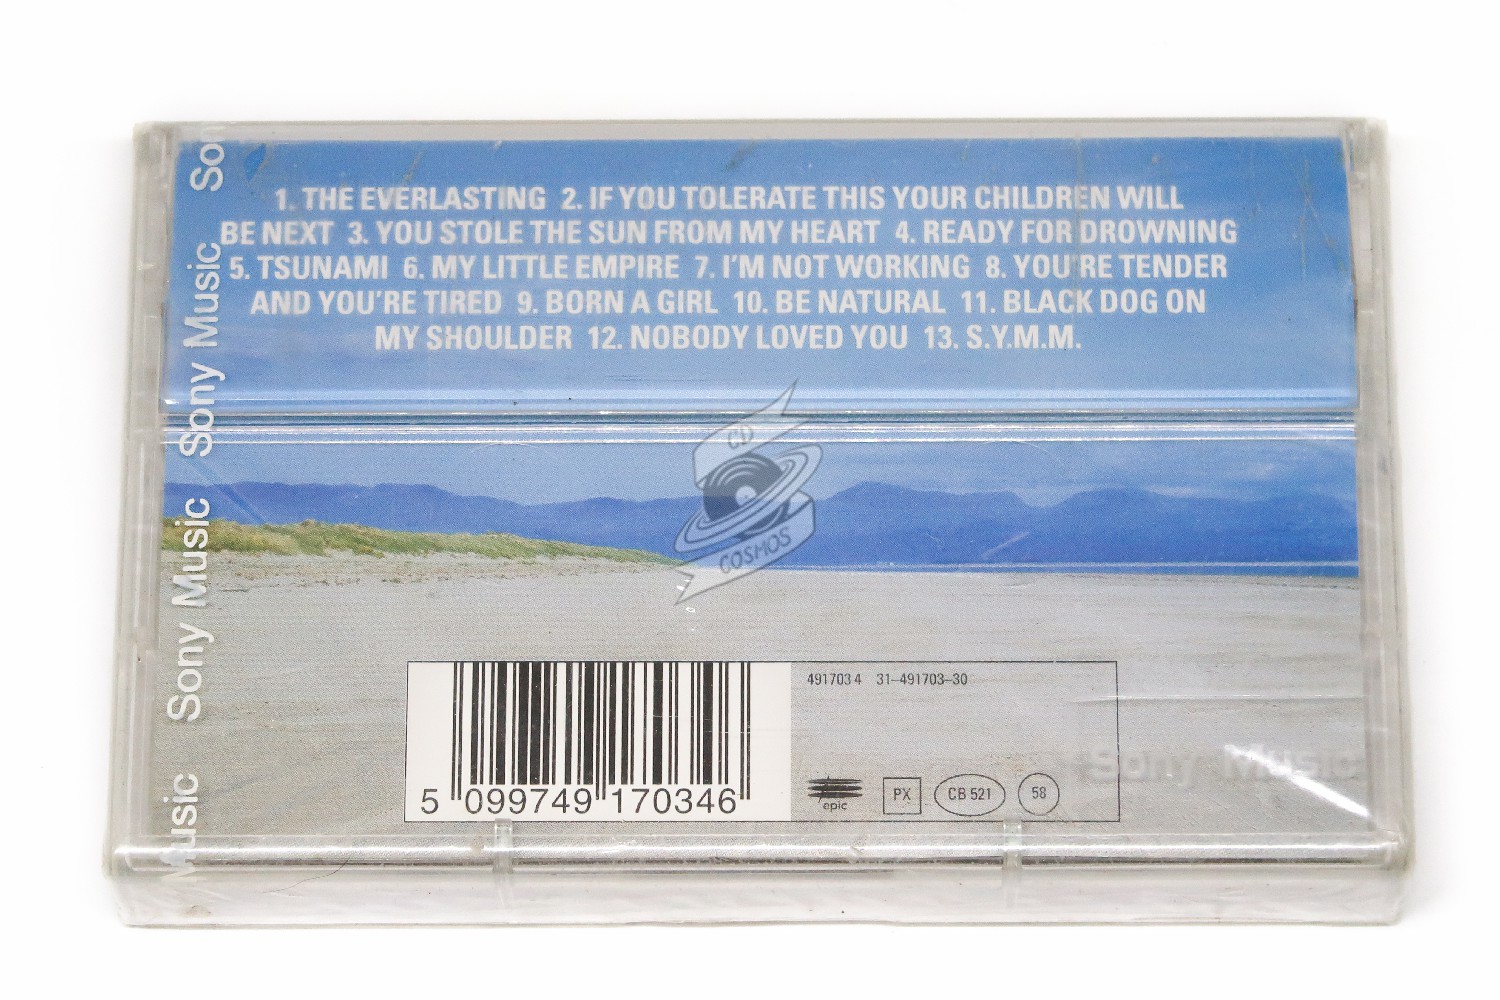 1. THE EVERLASTING 2. IF YOU TOLERATE THIS YOUR CHILDREN WILL
BE NEXT 3. YOU STOLE THE SUN FROM MY HEART 4. READY FOR DROWNING
5. TSUNAMI 6. MY LITTLE EMPIRE 7. I'M NOT WORKING 8. YOU'RE TENDER
AND YOU'RE TIRED 9. BORN A GIRL 10. BE NATURAL 11. BLACK DOG ON
MY SHOULDER 12. NOBODY LOVED YOU 13. S.Y.M.M.
Music Sony Music Sony Music Son
CD
COSMOS
491703 4 31-491703-30
Sony Music
5 099749 170346
epic
PX
CB 521
58